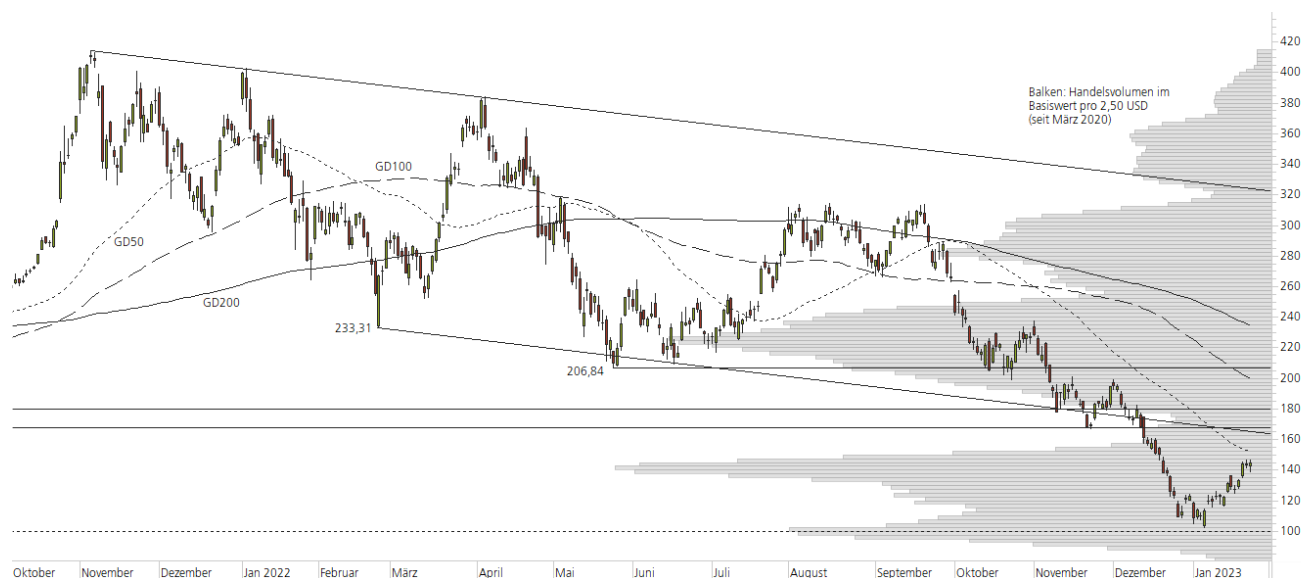 420
400
Balken: Handelsvolumen im
Basiswert pro 2,50 USD
(seit März 2020)
380
360
GD100
340
320
300
GD50
280
GD200
260
240
233,31
220
206,84
200
180
160
140
120
100
Oktober November Dezember Jan 2022 Februar März April Mai Juni Juli August September Oktober November Dezember Jan 2023